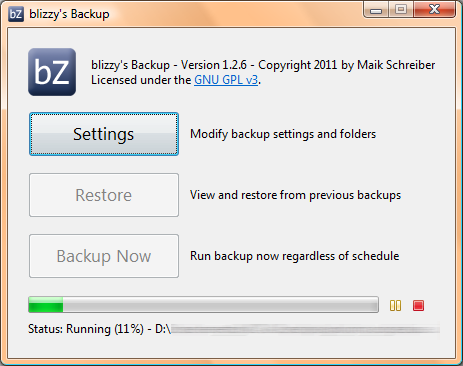 blizzy's Backup
bZ
blizzy's Backup - Version 1.2.6 - Copyright 2011 by Maik Schreiber
Licensed under the GNU GPL v3.
Settings
Modify backup settings and folders
Restore
View and restore from previous backups
Backup Now
Run backup now regardless of schedule
Status: Running (11%) - D:\